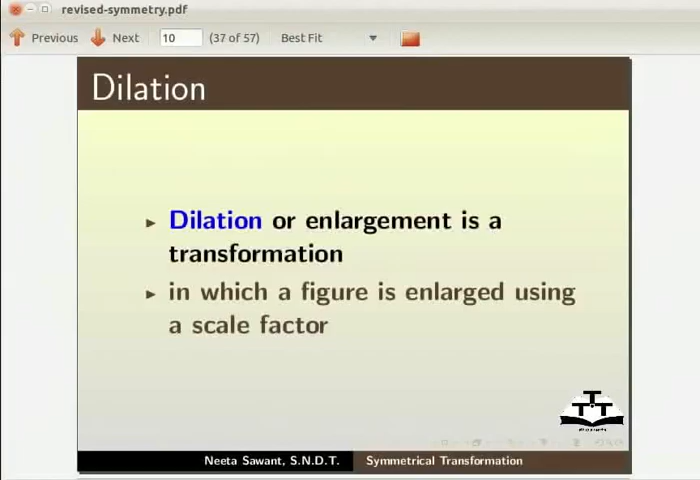 revised-symmetry.pdf
Previous Next 10 (37 of 57) Best Fit
Dilation
▸ Dilation or enlargement is a
transformation
▸ in which a figure is enlarged using
a scale factor
T
T T
Neeta Sawant, S.N.D.T. Symmetrical Transformation